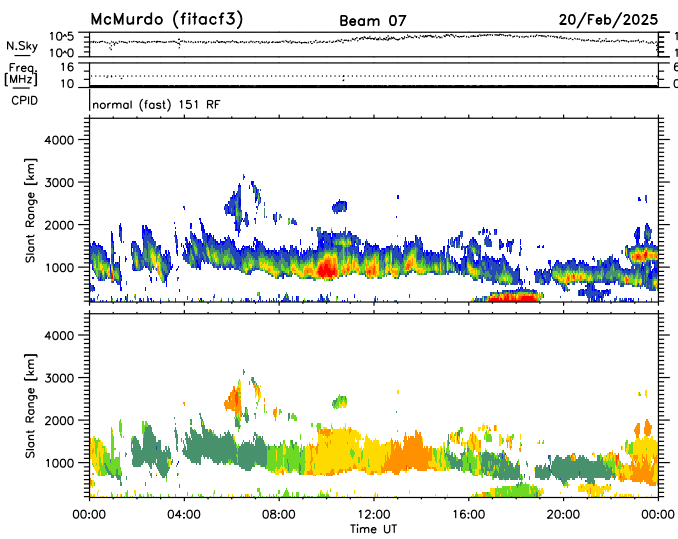 McMurdo (fitacf3) Beam 07 20/Feb/2025
N.Sky 10^5 10^0
Freq. [MHz] 16 10
CPID normal (fast) 151 RF
Slant Range [km] 4000 3000 2000 1000
Slant Range [km] 4000 3000 2000 1000
00:00 04:00 08:00 12:00 16:00 20:00 00:00
Time UT